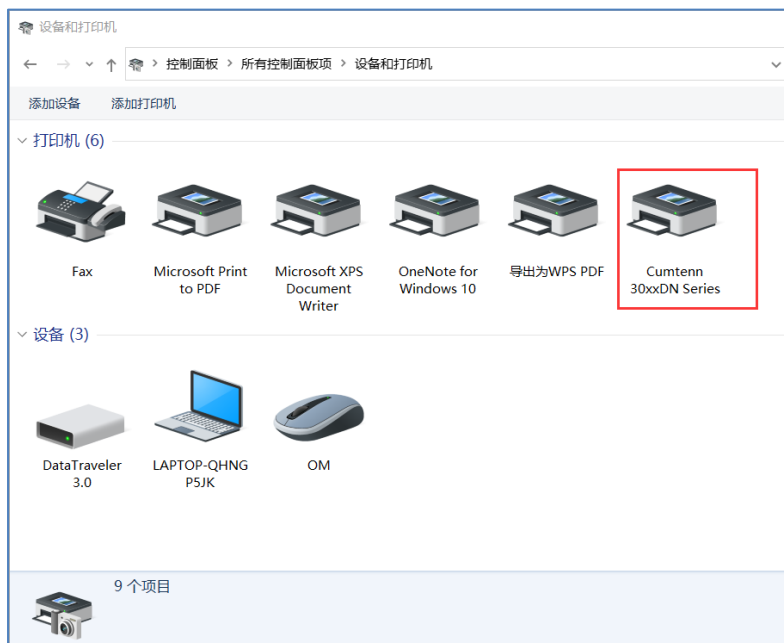 设备和打印机
控制面板 > 所有控制面板项 > 设备和打印机
添加设备 添加打印机
打印机 (6)
Fax
Microsoft Print
to PDF
Microsoft XPS
Document
Writer
OneNote for
Windows 10
导出为WPS PDF
Cumtenn
30xxDN Series
设备 (3)
DataTraveler
3.0
LAPTOP-QHNG
P5JK
OM
9 个项目